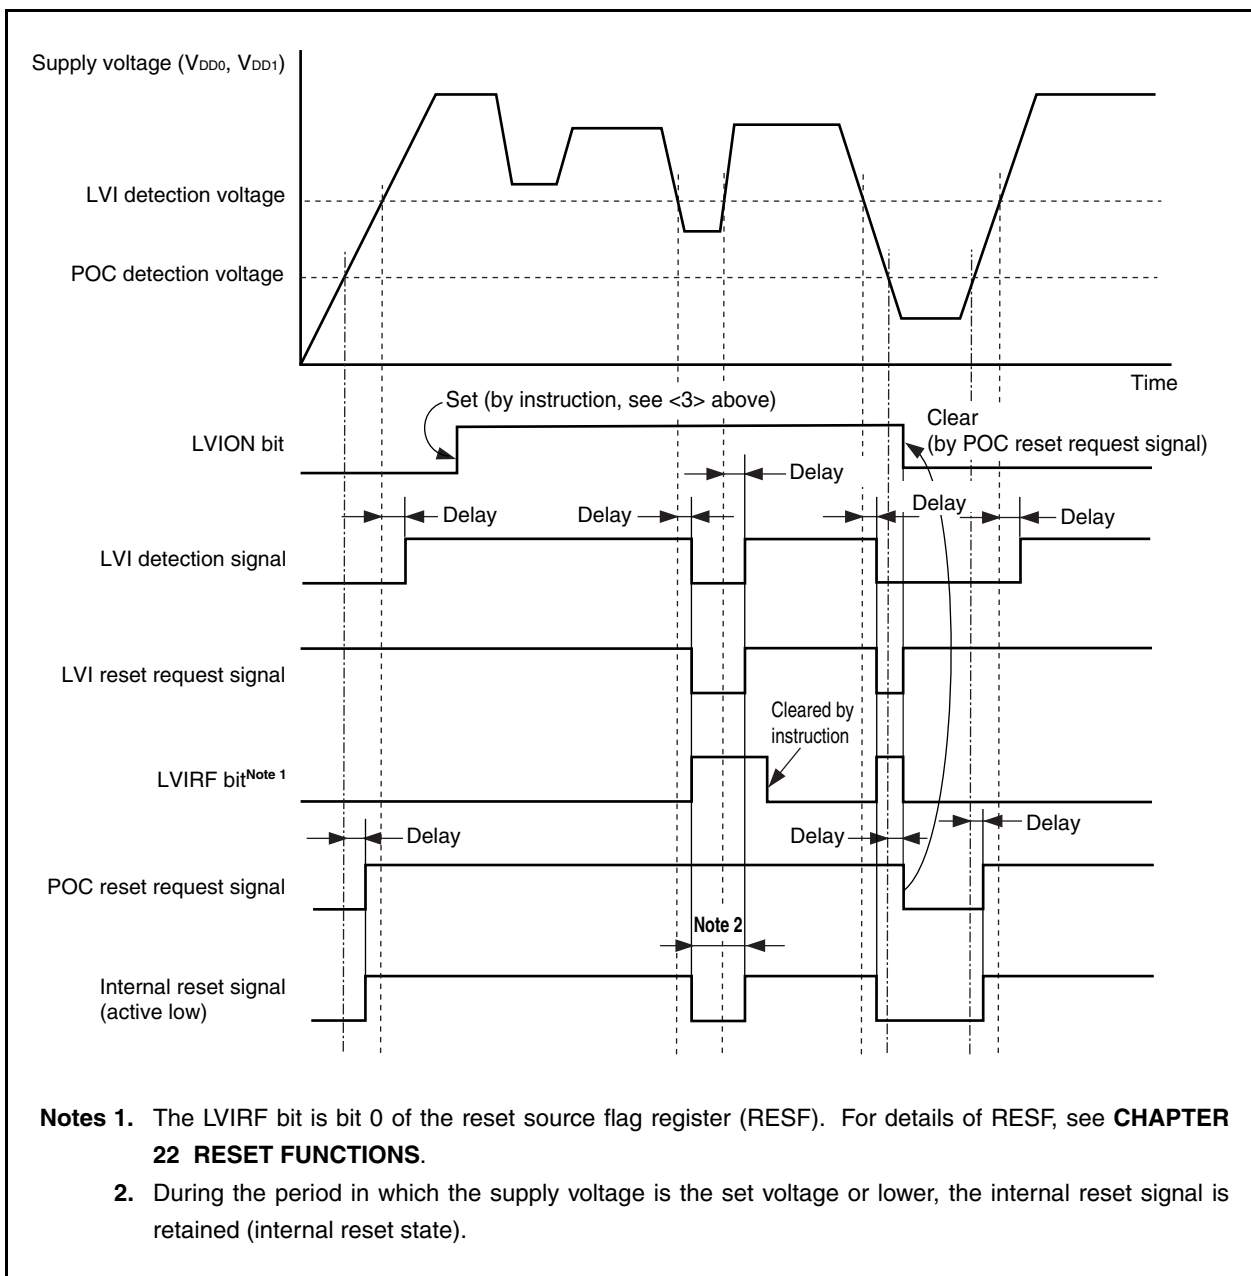 Supply voltage (VDD0, VDD1)
LVI detection voltage
POC detection voltage
Time
Set (by instruction, see <3> above)
Clear
(by POC reset request signal)
LVION bit
Delay
Delay
Delay
Delay
Delay
LVI detection signal
LVI reset request signal
Cleared by
instruction
LVIRF bitNote 1
Delay
Delay
Delay
POC reset request signal
Note 2
Internal reset signal
(active low)
Notes 1. The LVIRF bit is bit 0 of the reset source flag register (RESF). For details of RESF, see CHAPTER
22 RESET FUNCTIONS.
2. During the period in which the supply voltage is the set voltage or lower, the internal reset signal is
retained (internal reset state).